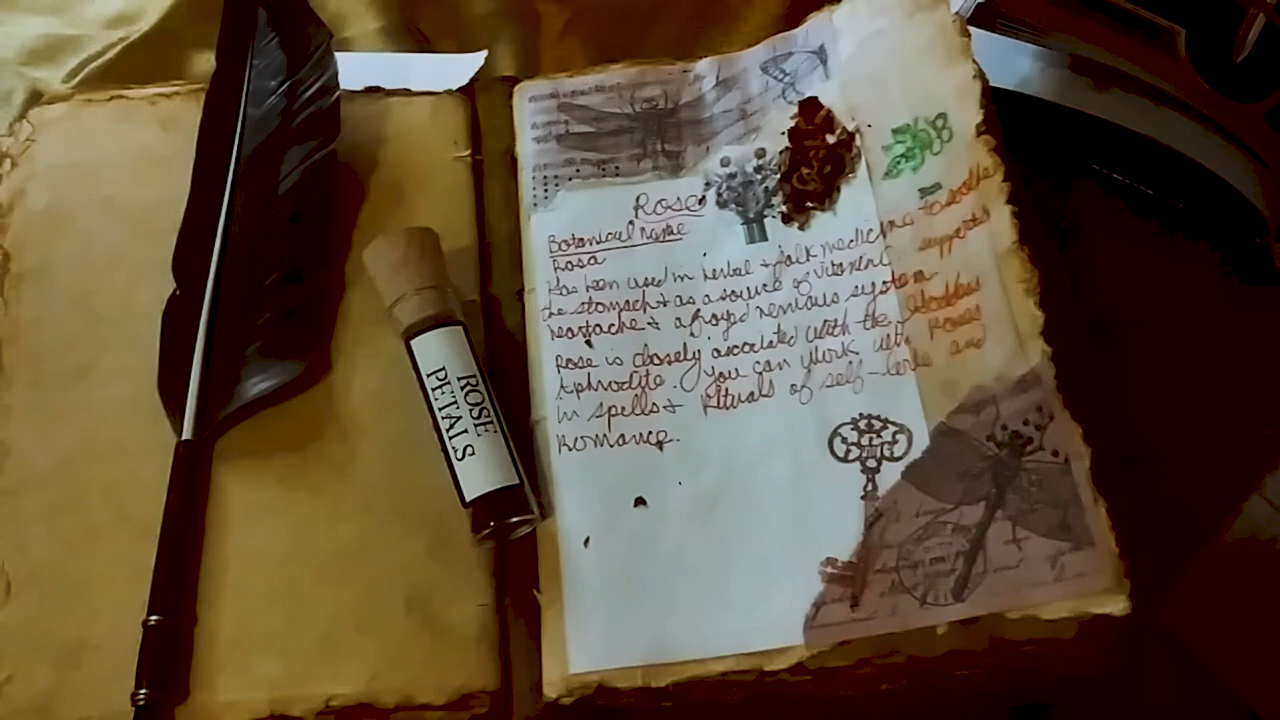 Rose
Botanical name
Rosa
Has been used in herbal + folk medicine to soothe
the stomach + as a source of vitamin C supports
heartache + a frayed nervous system
Rose is closely associated with the Goddess
Aphrodite. You can work with Roses
in spells + Rituals of self-love and
Romance.
ROSE
PETALS